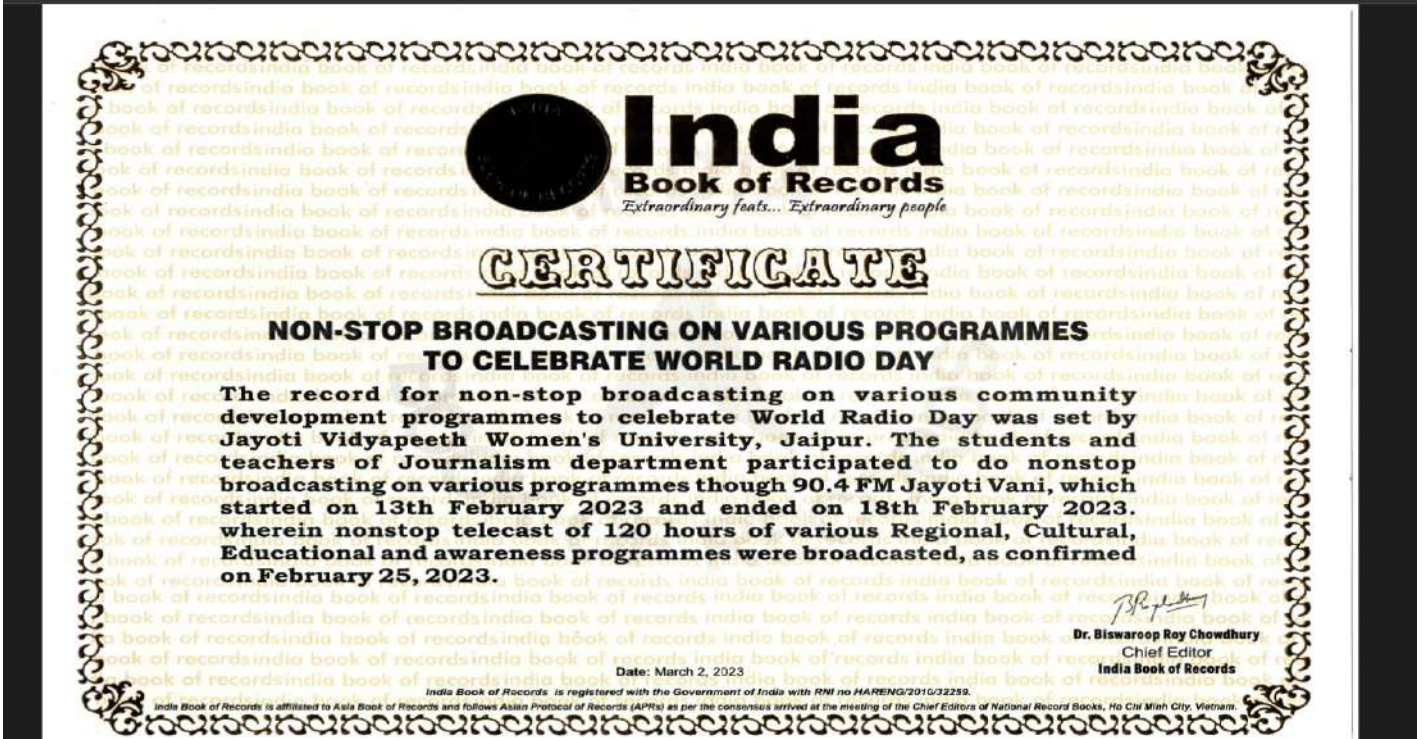 India
Book of Records
Extraordinary feats... Extraordinary people
CERTIFICATE
NON-STOP BROADCASTING ON VARIOUS PROGRAMMES
TO CELEBRATE WORLD RADIO DAY
The record for non-stop broadcasting on various community
development programmes to celebrate World Radio Day was set by
Jayoti Vidyapeeth Women's University, Jaipur. The students and
teachers of Journalism department participated to do nonstop
broadcasting on various programmes though 90.4 FM Jayoti Vani, which
started on 13th February 2023 and ended on 18th February 2023.
wherein nonstop telecast of 120 hours of various Regional, Cultural,
Educational and awareness programmes were broadcasted, as confirmed
on February 25, 2023.
Dr. Biswaroop Roy Chowdhury
Chief Editor
India Book of Records
Date: March 2, 2023
India Book of Records is registered with the Government of India with RNI no HARENG/2010/32259.
India Book of Records is affiliated to Asia Book of Records and follows Asian Protocol of Records (APRs) as per the consensus arrived at the meeting of the Chief Editors of National Record Books, Ho Chi Minh City, Vietnam.